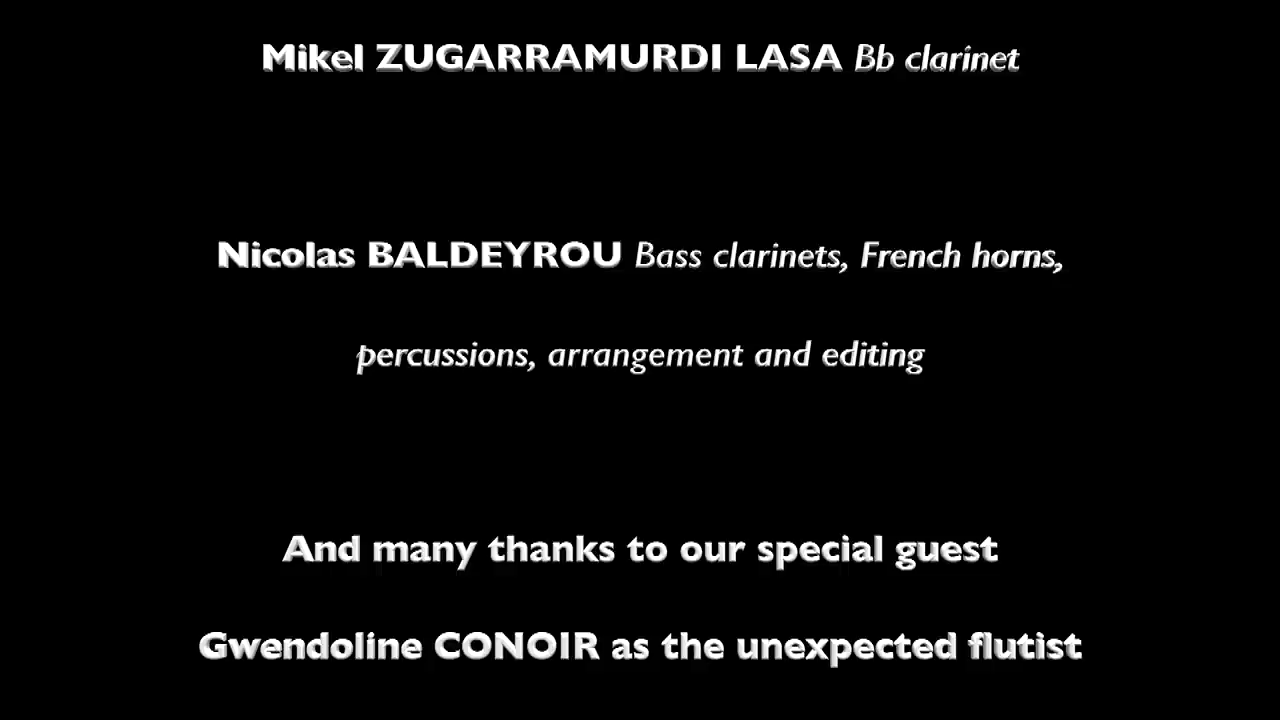 Mikel ZUGARRAMURDI LASA Bb clarinet
Nicolas BALDEYROU Bass clarinets, French horns,
percussions, arrangement and editing
And many thanks to our special guest
Gwendoline CONOIR as the unexpected flutist